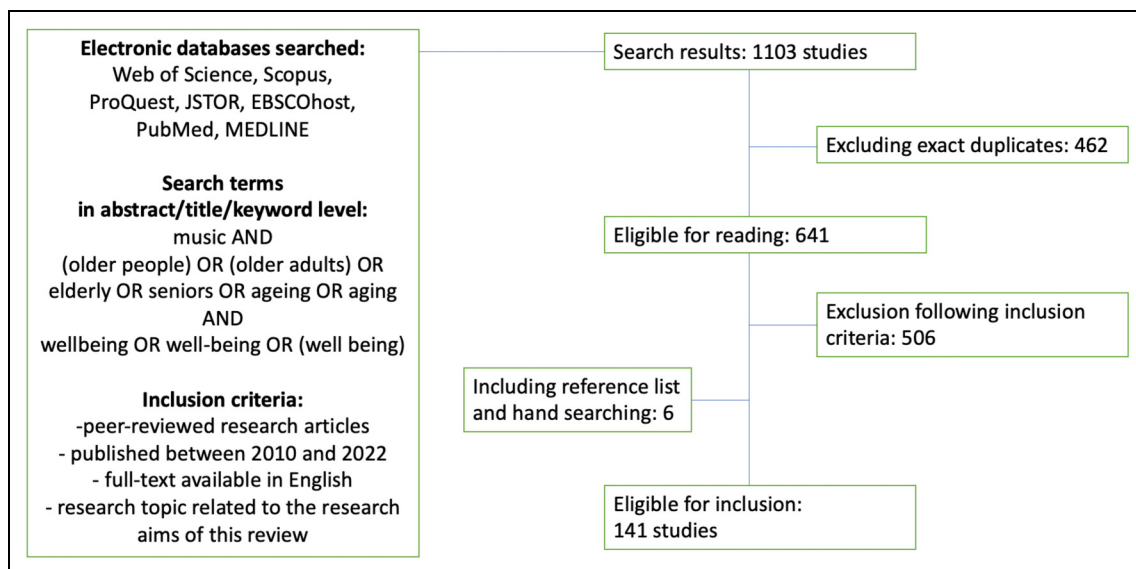 Electronic databases searched:
Web of Science, Scopus,
ProQuest, JSTOR, EBSCOhost,
PubMed, MEDLINE
Search terms
in abstract/title/keyword level:
music AND
(older people) OR (older adults) OR
elderly OR seniors OR ageing OR aging
AND
wellbeing OR well-being OR (well being)
Inclusion criteria:
-peer-reviewed research articles
- published between 2010 and 2022
- full-text available in English
- research topic related to the research
aims of this review
Search results: 1103 studies
Excluding exact duplicates: 462
Eligible for reading: 641
Exclusion following inclusion
criteria: 506
Including reference list
and hand searching: 6
Eligible for inclusion:
141 studies